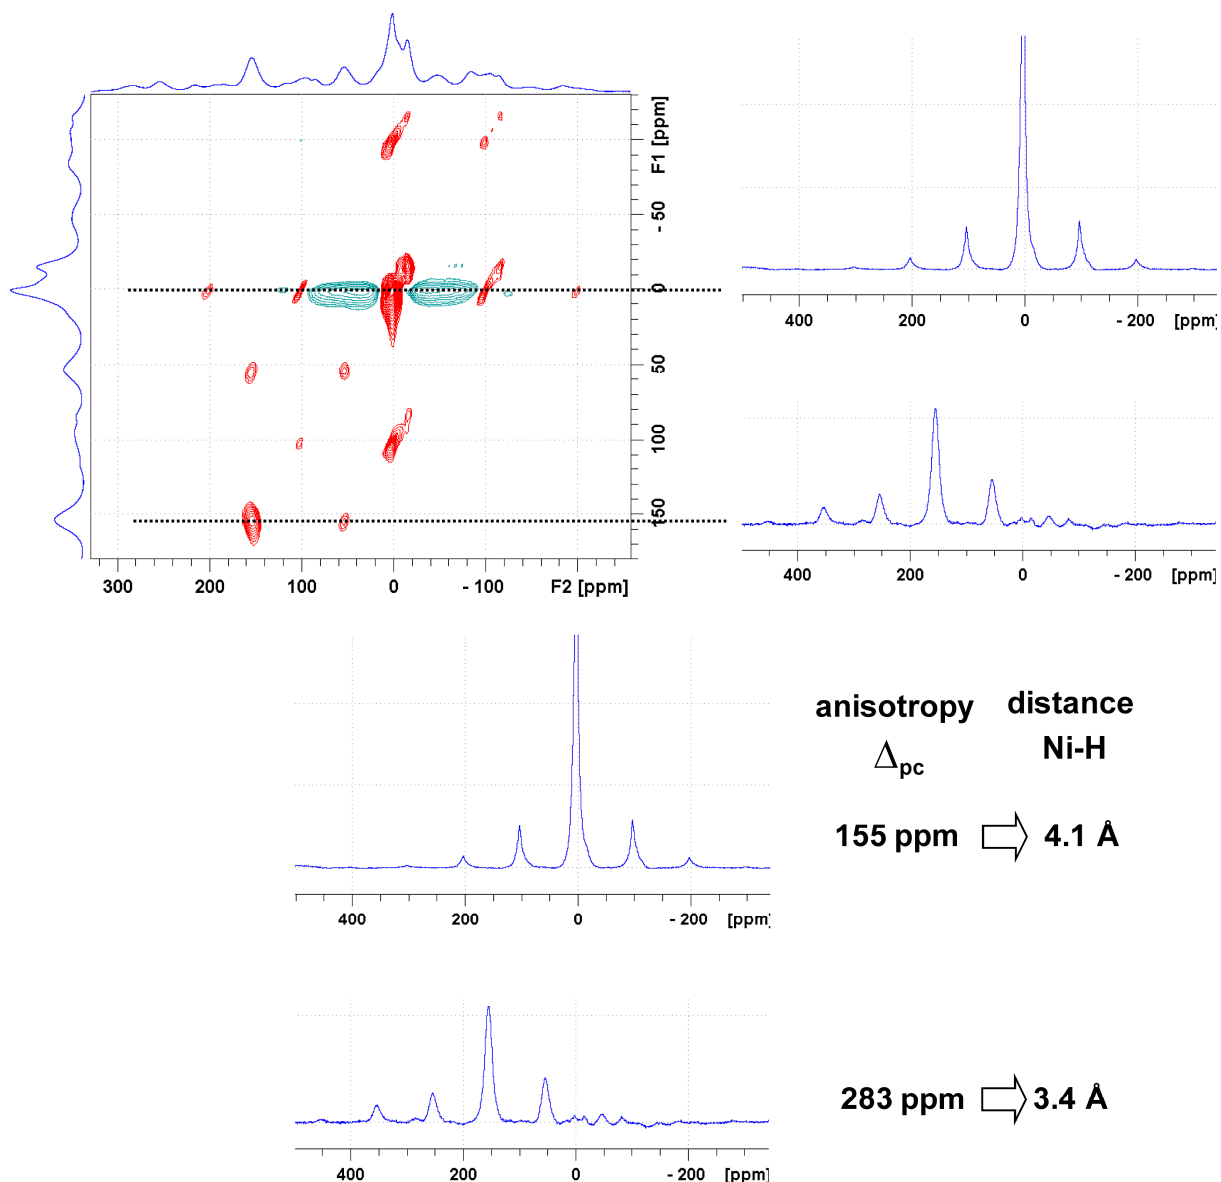 F1 [ppm]
- 50
0
50
100
150
300 200 100 0 - 100 F2 [ppm]
400 200 0 - 200 [ppm]
400 200 0 - 200 [ppm]
400 200 0 - 200 [ppm]
anisotropy distance
Δpc Ni-H
155 ppm 4.1 Å
283 ppm 3.4 Å
400 200 0 - 200 [ppm]